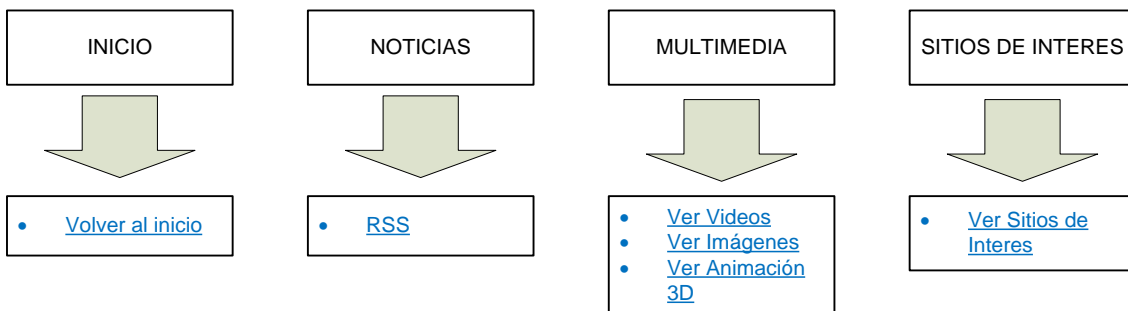 INICIO
NOTICIAS
MULTIMEDIA
SITIOS DE INTERES
• Volver al inicio
• RSS
• Ver Videos
• Ver Imágenes
• Ver Animación
3D
• Ver Sitios de
Interes